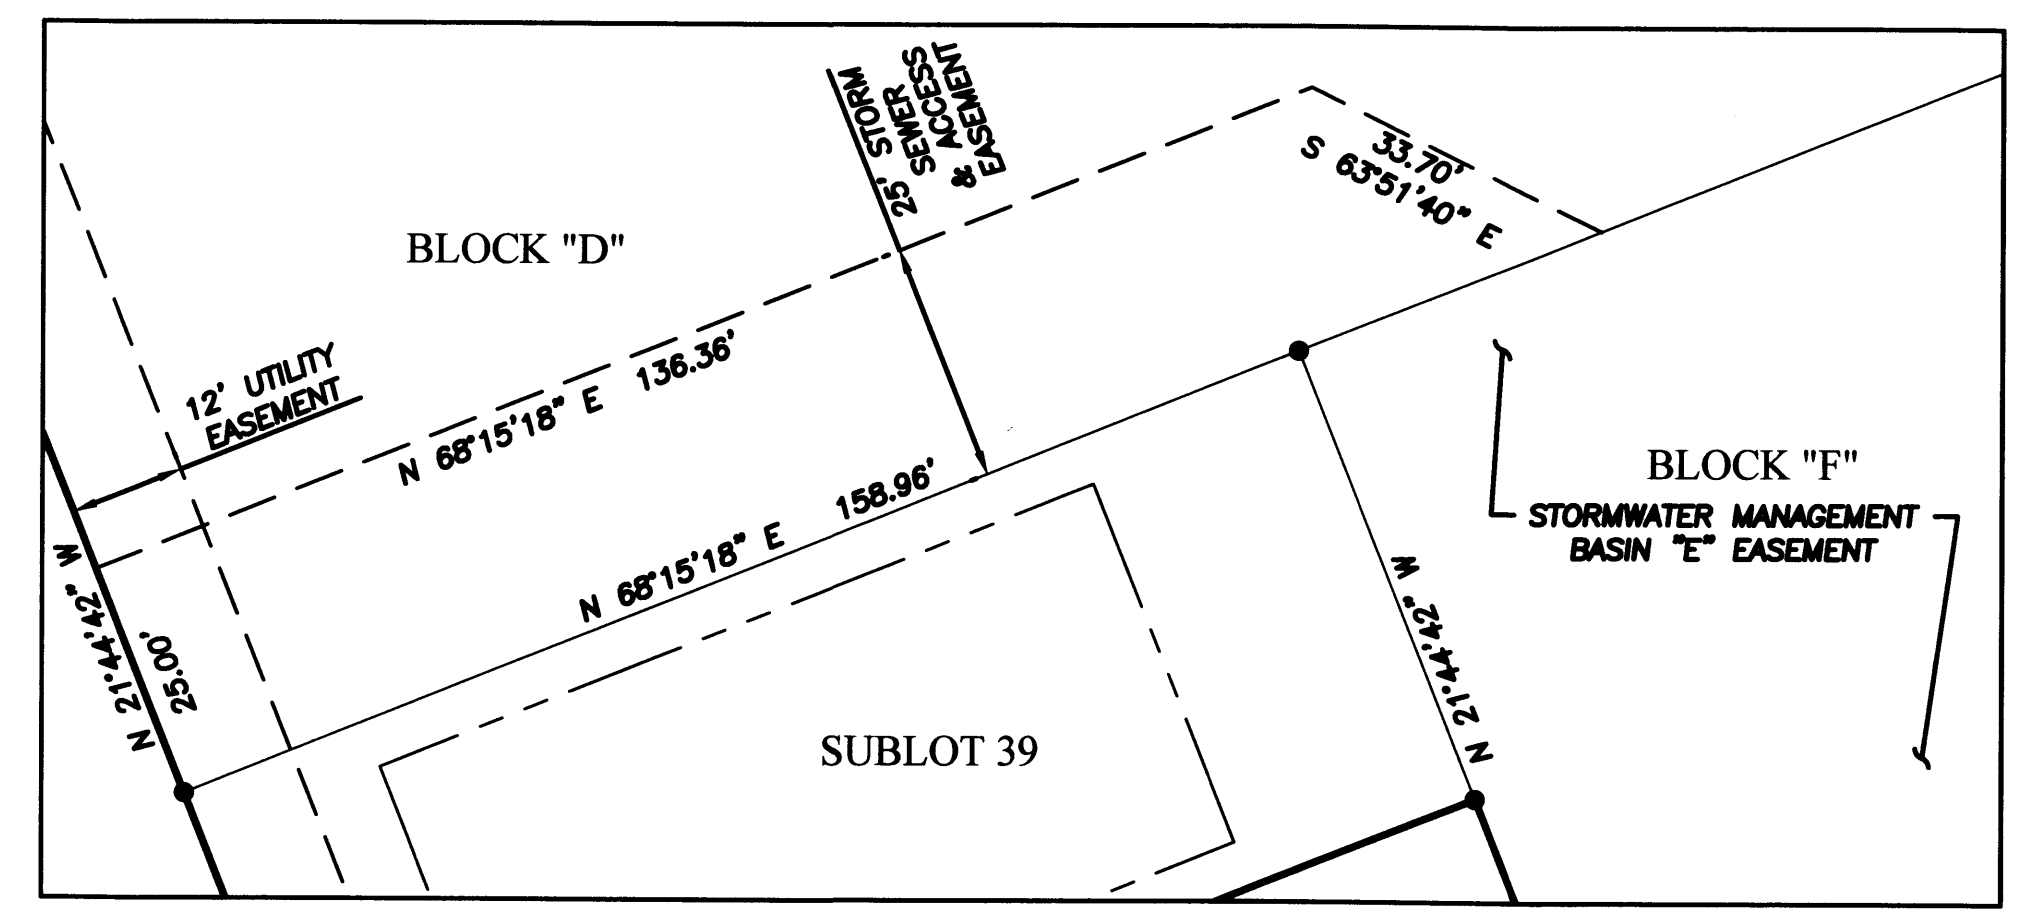 25' STORM
SEWER
& ACCESS
EASEMENT
33.70'
S 63°51'40" E
BLOCK "D"
12' UTILITY
EASEMENT
N 68°15'18" E 136.36'
N 68°15'18" E 158.96'
BLOCK "F"
STORMWATER MANAGEMENT
BASIN "E" EASEMENT
N 21°44'42" W
25.00'
N 21°44'42" W
SUBLOT 39